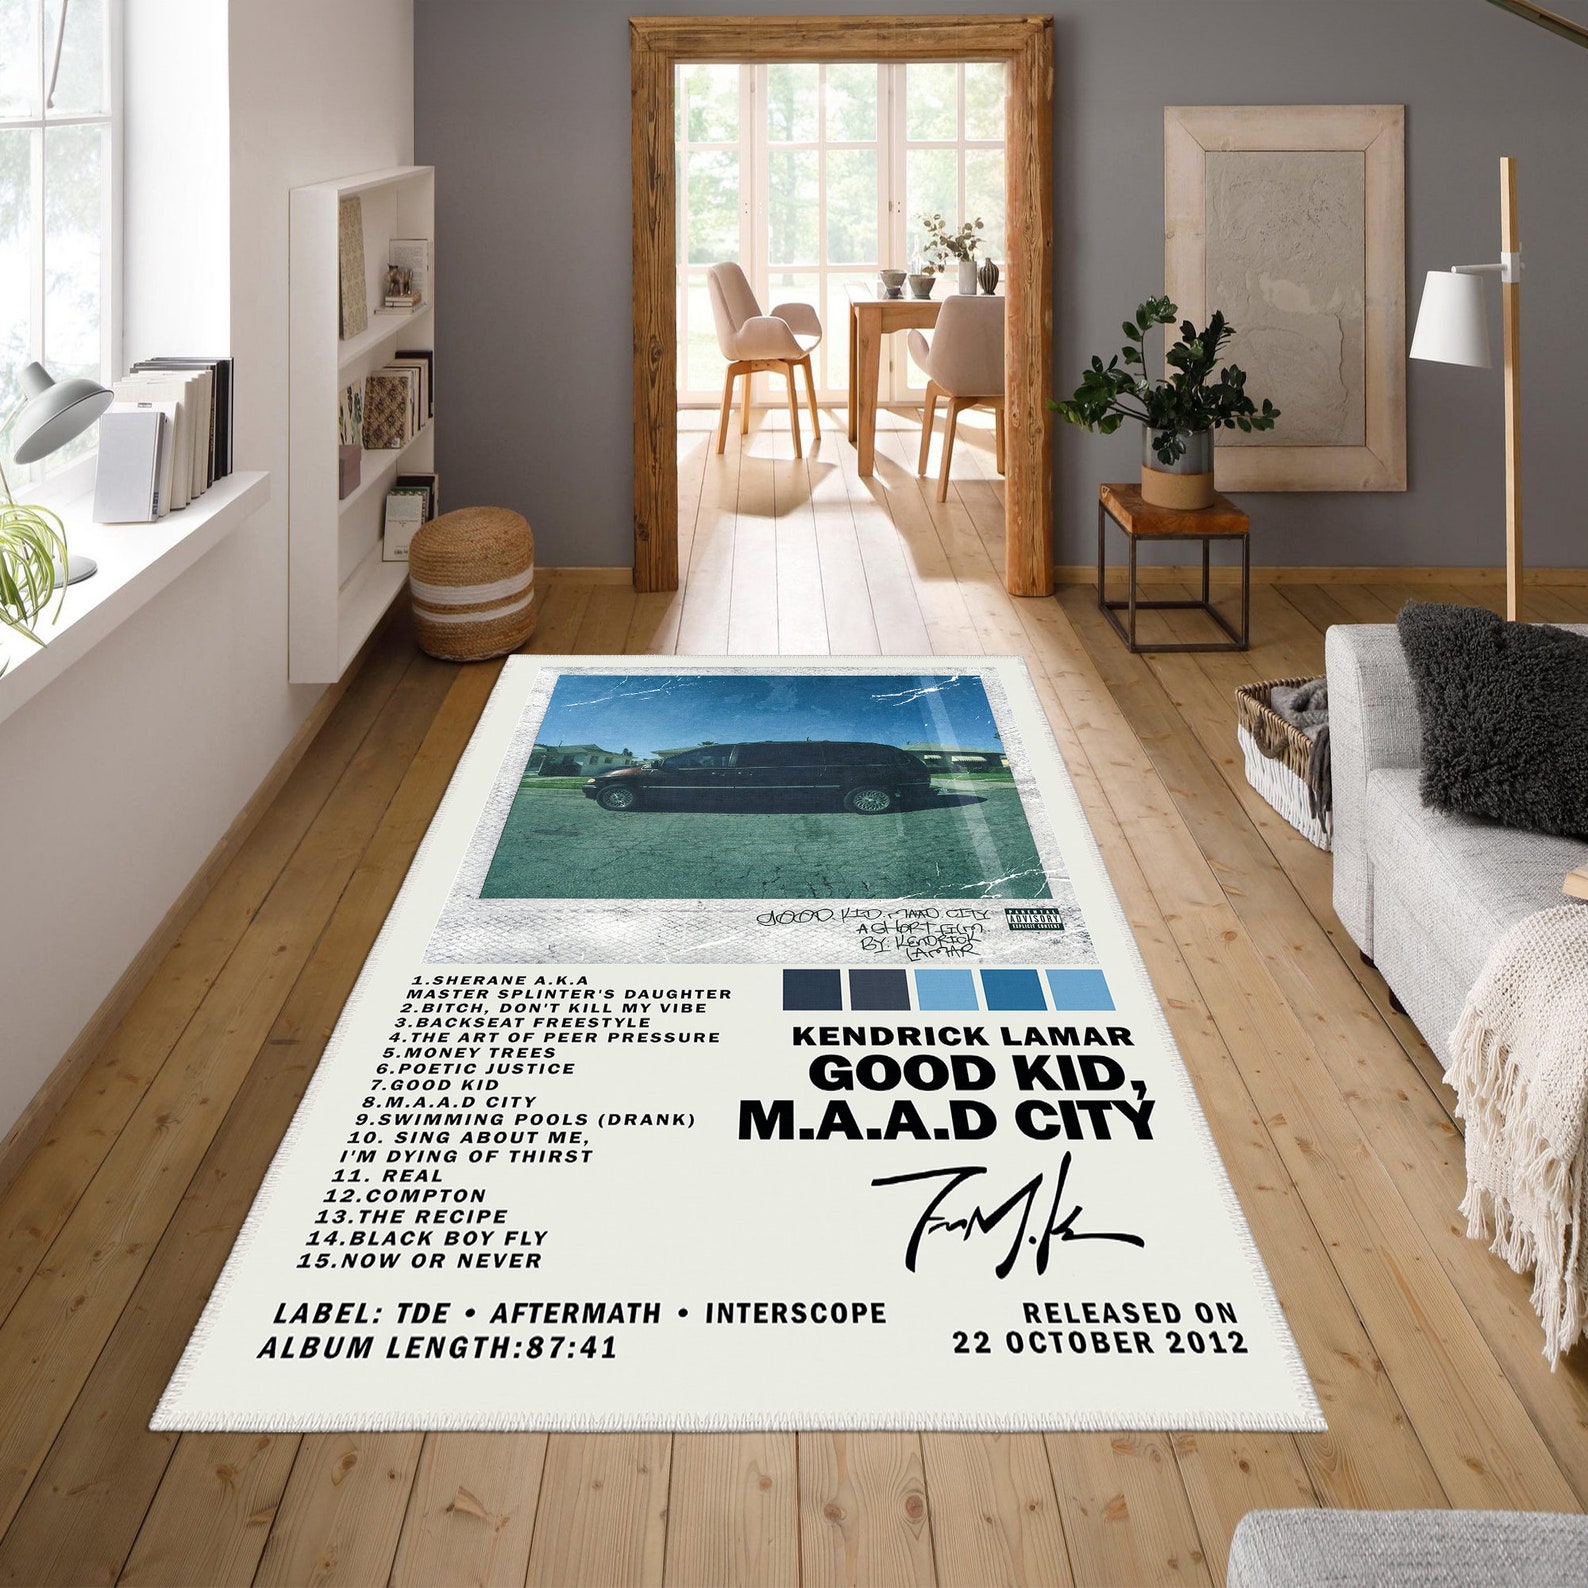 GOOD KID, MAAD CITY
A SHORT FILM
BY. KENDRICK
LAMAR
PARENTAL
ADVISORY
EXPLICIT CONTENT
1.SHERANE A.K.A
MASTER SPLINTER'S DAUGHTER
2.BITCH, DON'T KILL MY VIBE
3.BACKSEAT FREESTYLE
4.THE ART OF PEER PRESSURE
5.MONEY TREES
6.POETIC JUSTICE
7.GOOD KID
8.M.A.A.D CITY
9.SWIMMING POOLS (DRANK)
10. SING ABOUT ME,
I'M DYING OF THIRST
11. REAL
12.COMPTON
13.THE RECIPE
14.BLACK BOY FLY
15.NOW OR NEVER
KENDRICK LAMAR
GOOD KID,
M.A.A.D CITY
LABEL: TDE • AFTERMATH • INTERSCOPE
ALBUM LENGTH:87:41
RELEASED ON
22 OCTOBER 2012